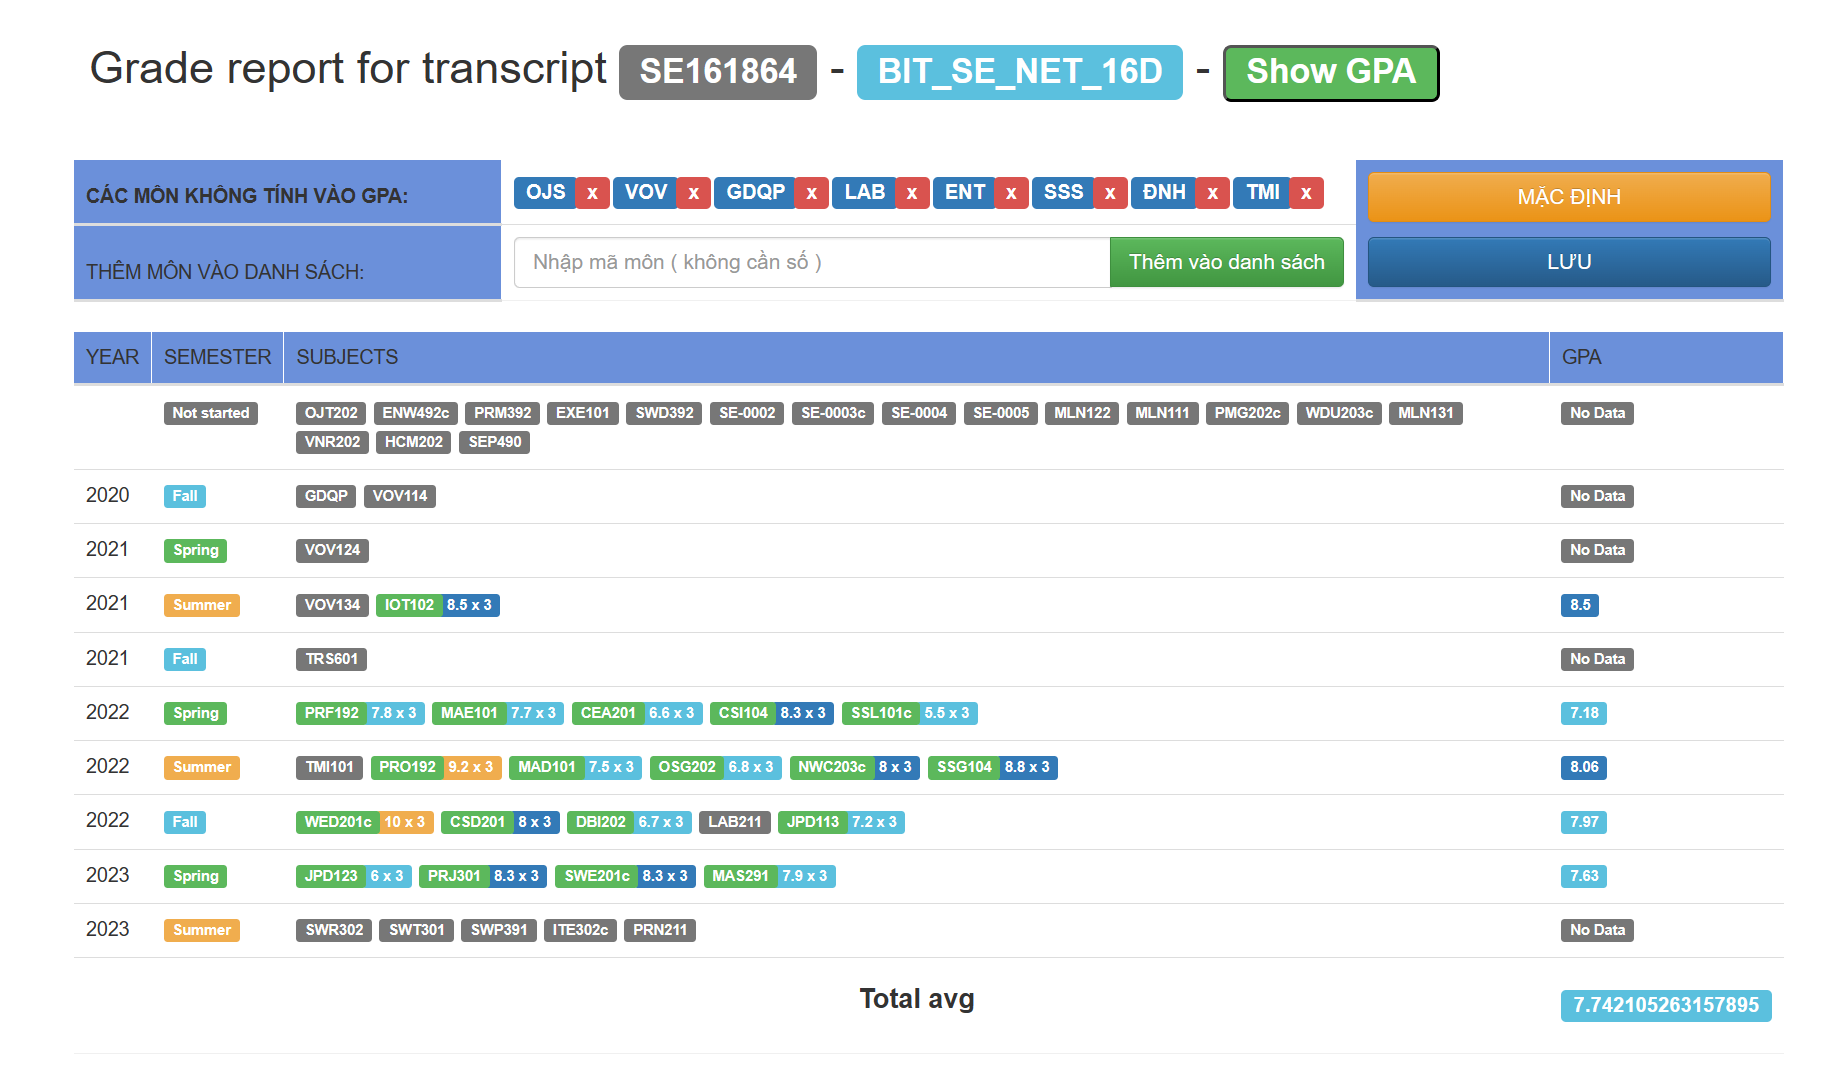 Grade report for transcript SE161864 - BIT_SE_NET_16D - Show GPA
CÁC MÔN KHÔNG TÍNH VÀO GPA: OJS x VOV x GDQP x LAB x ENT x SSS x ĐNH x TMI x MẶC ĐỊNH
THÊM MÔN VÀO DANH SÁCH: Nhập mã môn ( không cần số ) Thêm vào danh sách LƯU
YEAR SEMESTER SUBJECTS GPA
Not started OJT202 ENW492c PRM392 EXE101 SWD392 SE-0002 SE-0003c SE-0004 SE-0005 MLN122 MLN111 PMG202c WDU203c MLN131 No Data
VNR202 HCM202 SEP490
2020 Fall GDQP VOV114 No Data
2021 Spring VOV124 No Data
2021 Summer VOV134 IOT102 8.5 x 3 8.5
2021 Fall TRS601 No Data
2022 Spring PRF192 7.8 x 3 MAE101 7.7 x 3 CEA201 6.6 x 3 CSI104 8.3 x 3 SSL101c 5.5 x 3 7.18
2022 Summer TMI101 PRO192 9.2 x 3 MAD101 7.5 x 3 OSG202 6.8 x 3 NWC203c 8 x 3 SSG104 8.8 x 3 8.06
2022 Fall WED201c 10 x 3 CSD201 8 x 3 DBI202 6.7 x 3 LAB211 JPD113 7.2 x 3 7.97
2023 Spring JPD123 6 x 3 PRJ301 8.3 x 3 SWE201c 8.3 x 3 MAS291 7.9 x 3 7.63
2023 Summer SWR302 SWT301 SWP391 ITE302c PRN211 No Data
Total avg 7.742105263157895